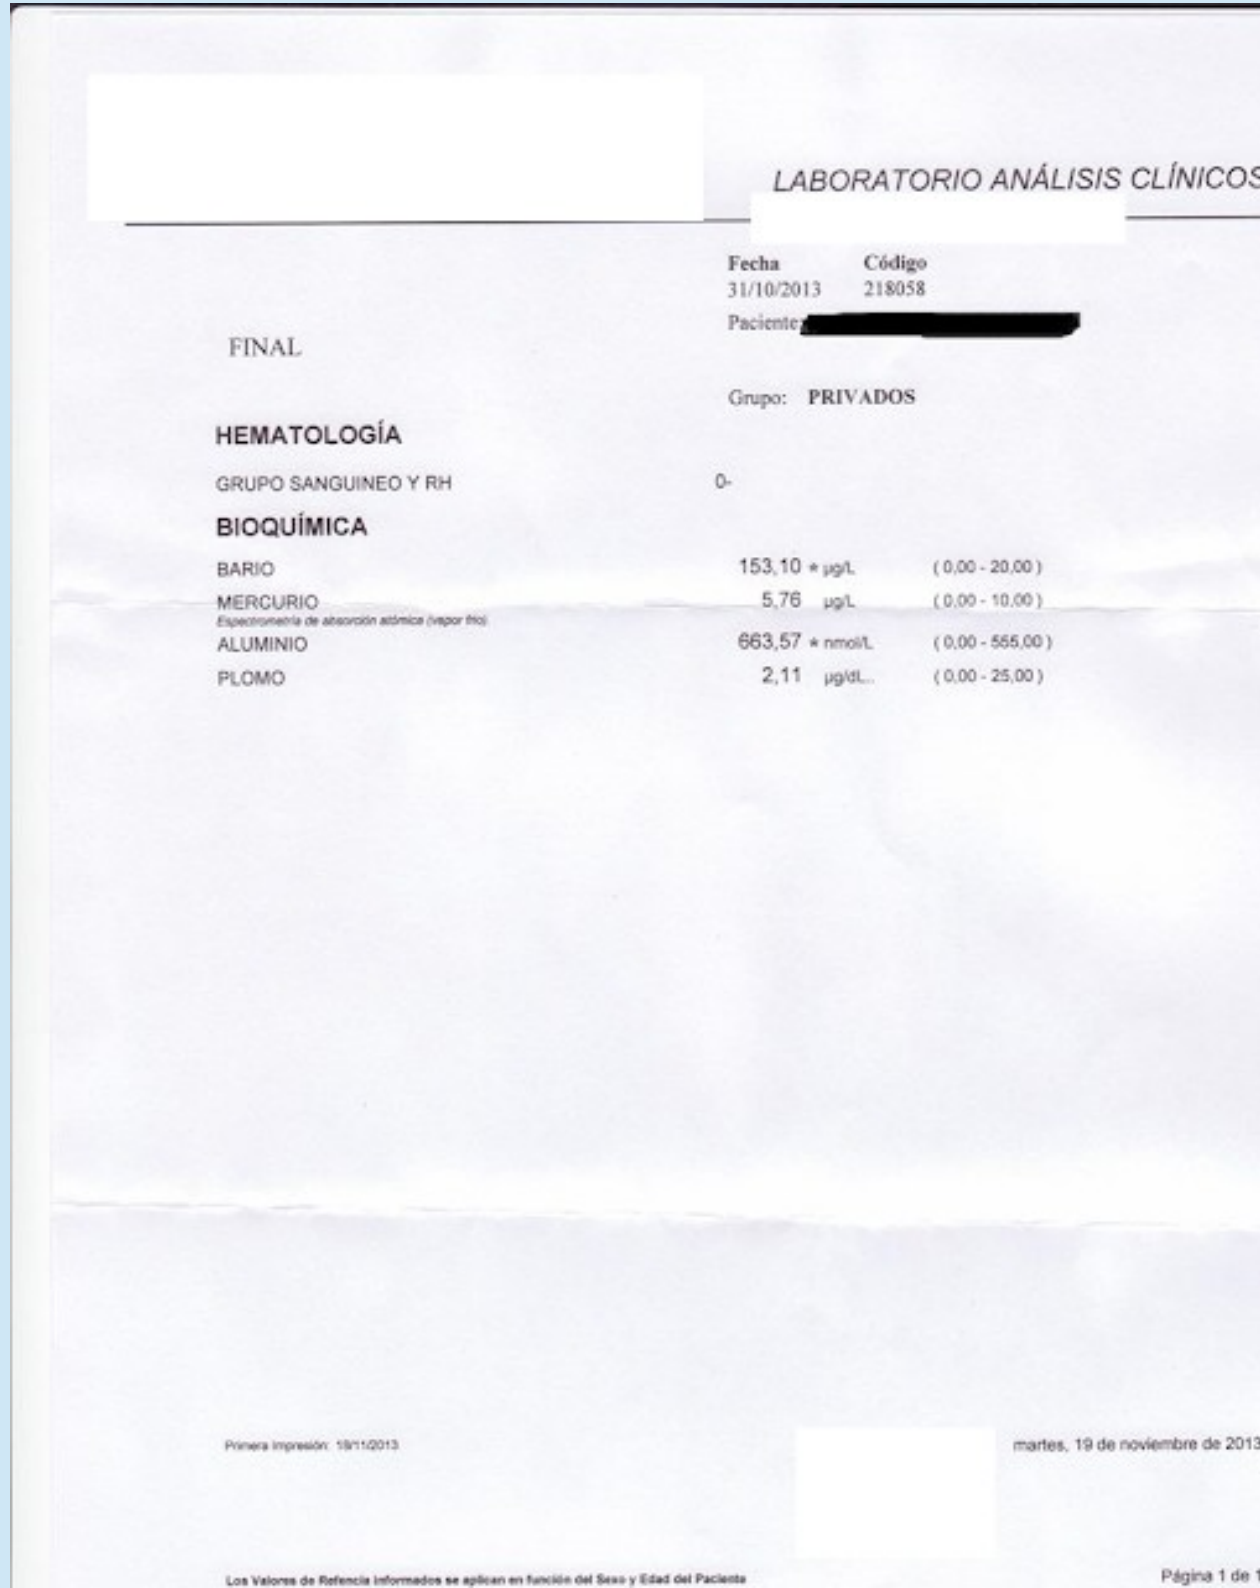 LABORATORIO ANÁLISIS CLÍNICOS
Fecha Código
31/10/2013 218058
Paciente:
FINAL
Grupo: PRIVADOS
HEMATOLOGÍA
GRUPO SANGUINEO Y RH 0-
BIOQUÍMICA
BARIO 153,10 * µg/L (0,00 - 20,00)
MERCURIO 5,76 µg/L (0,00 - 10,00)
Espectrometría de absorción atómica (vapor frio)
ALUMINIO 663,57 * nmol/L (0,00 - 555,00)
PLOMO 2,11 µg/dL.. (0,00 - 25,00)
Primera impresión: 18/11/2013 martes, 19 de noviembre de 2013
Los Valores de Refencia informados se aplican en función del Sexo y Edad del Paciente Página 1 de 1